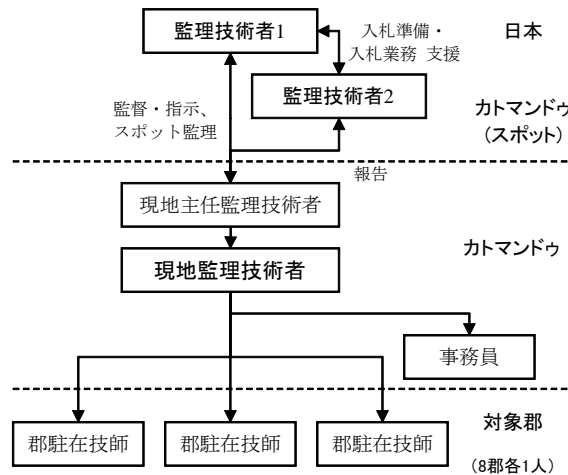 監理技術者1
入札準備・
入札業務 支援
日本
監理技術者2
監督・指示、
スポット監理
カトマンドゥ
(スポット)
報告
現地主任監理技術者
現地監理技術者
カトマンドゥ
事務員
対象郡
郡駐在技師
郡駐在技師
郡駐在技師
(8郡各1人)